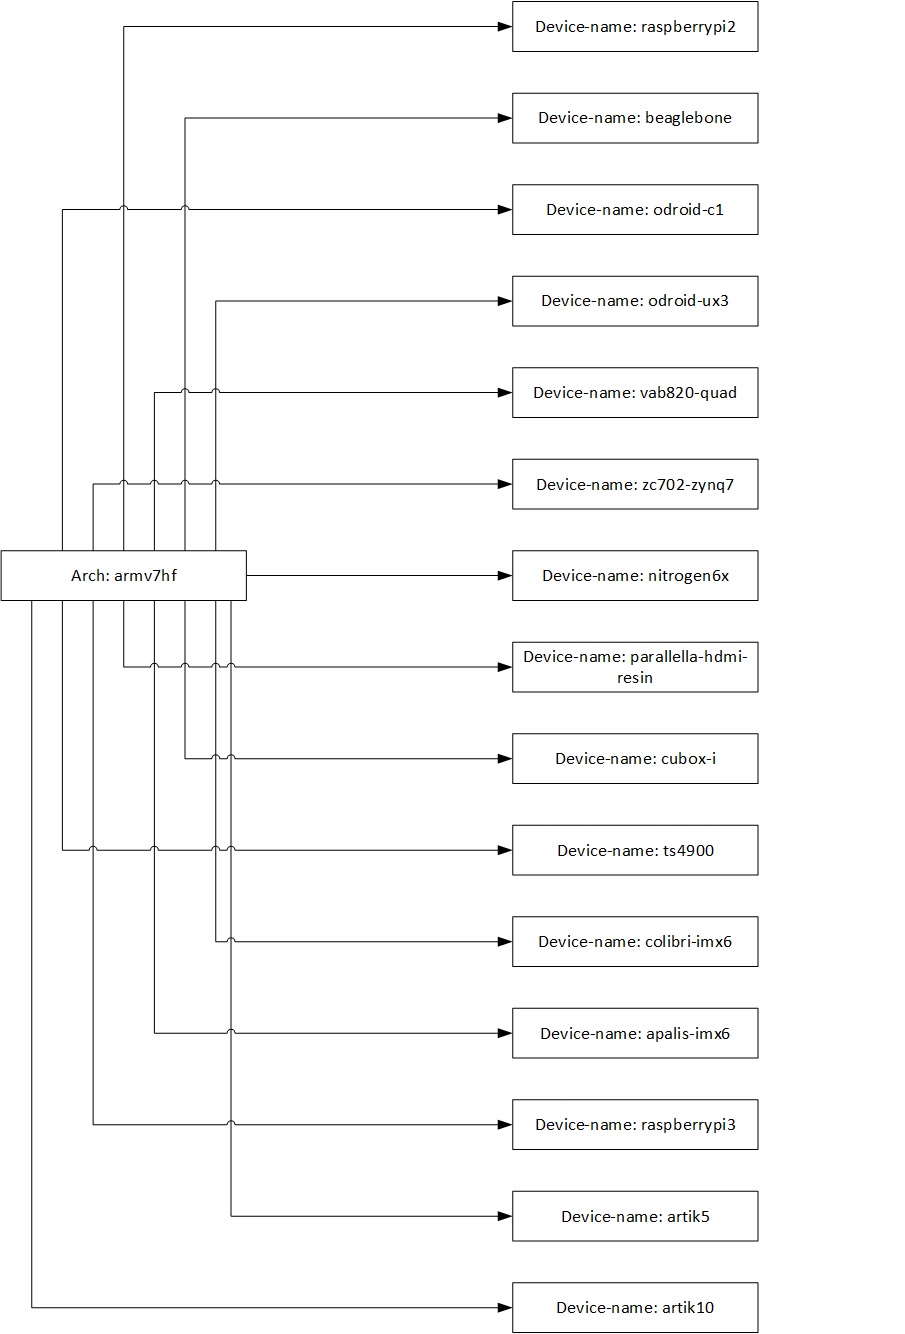 Device-name: raspberrypi2
Device-name: beaglebone
Device-name: odroid-c1
Device-name: odroid-ux3
Device-name: vab820-quad
Device-name: zc702-zynq7
Arch: armv7hf
Device-name: nitrogen6x
Device-name: parallella-hdmi-
resin
Device-name: cubox-i
Device-name: ts4900
Device-name: colibri-imx6
Device-name: apalis-imx6
Device-name: raspberrypi3
Device-name: artik5
Device-name: artik10